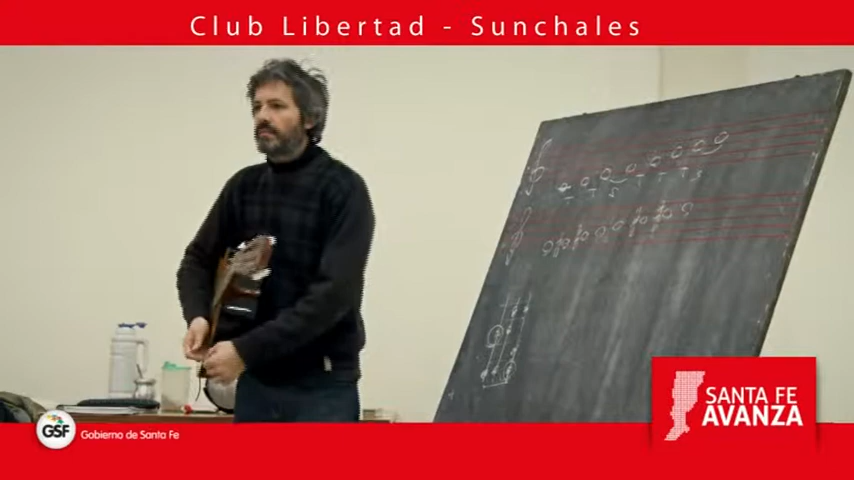 Club Libertad - Sunchales
GSF
Gobierno de Santa Fe
SANTA FE
AVANZA